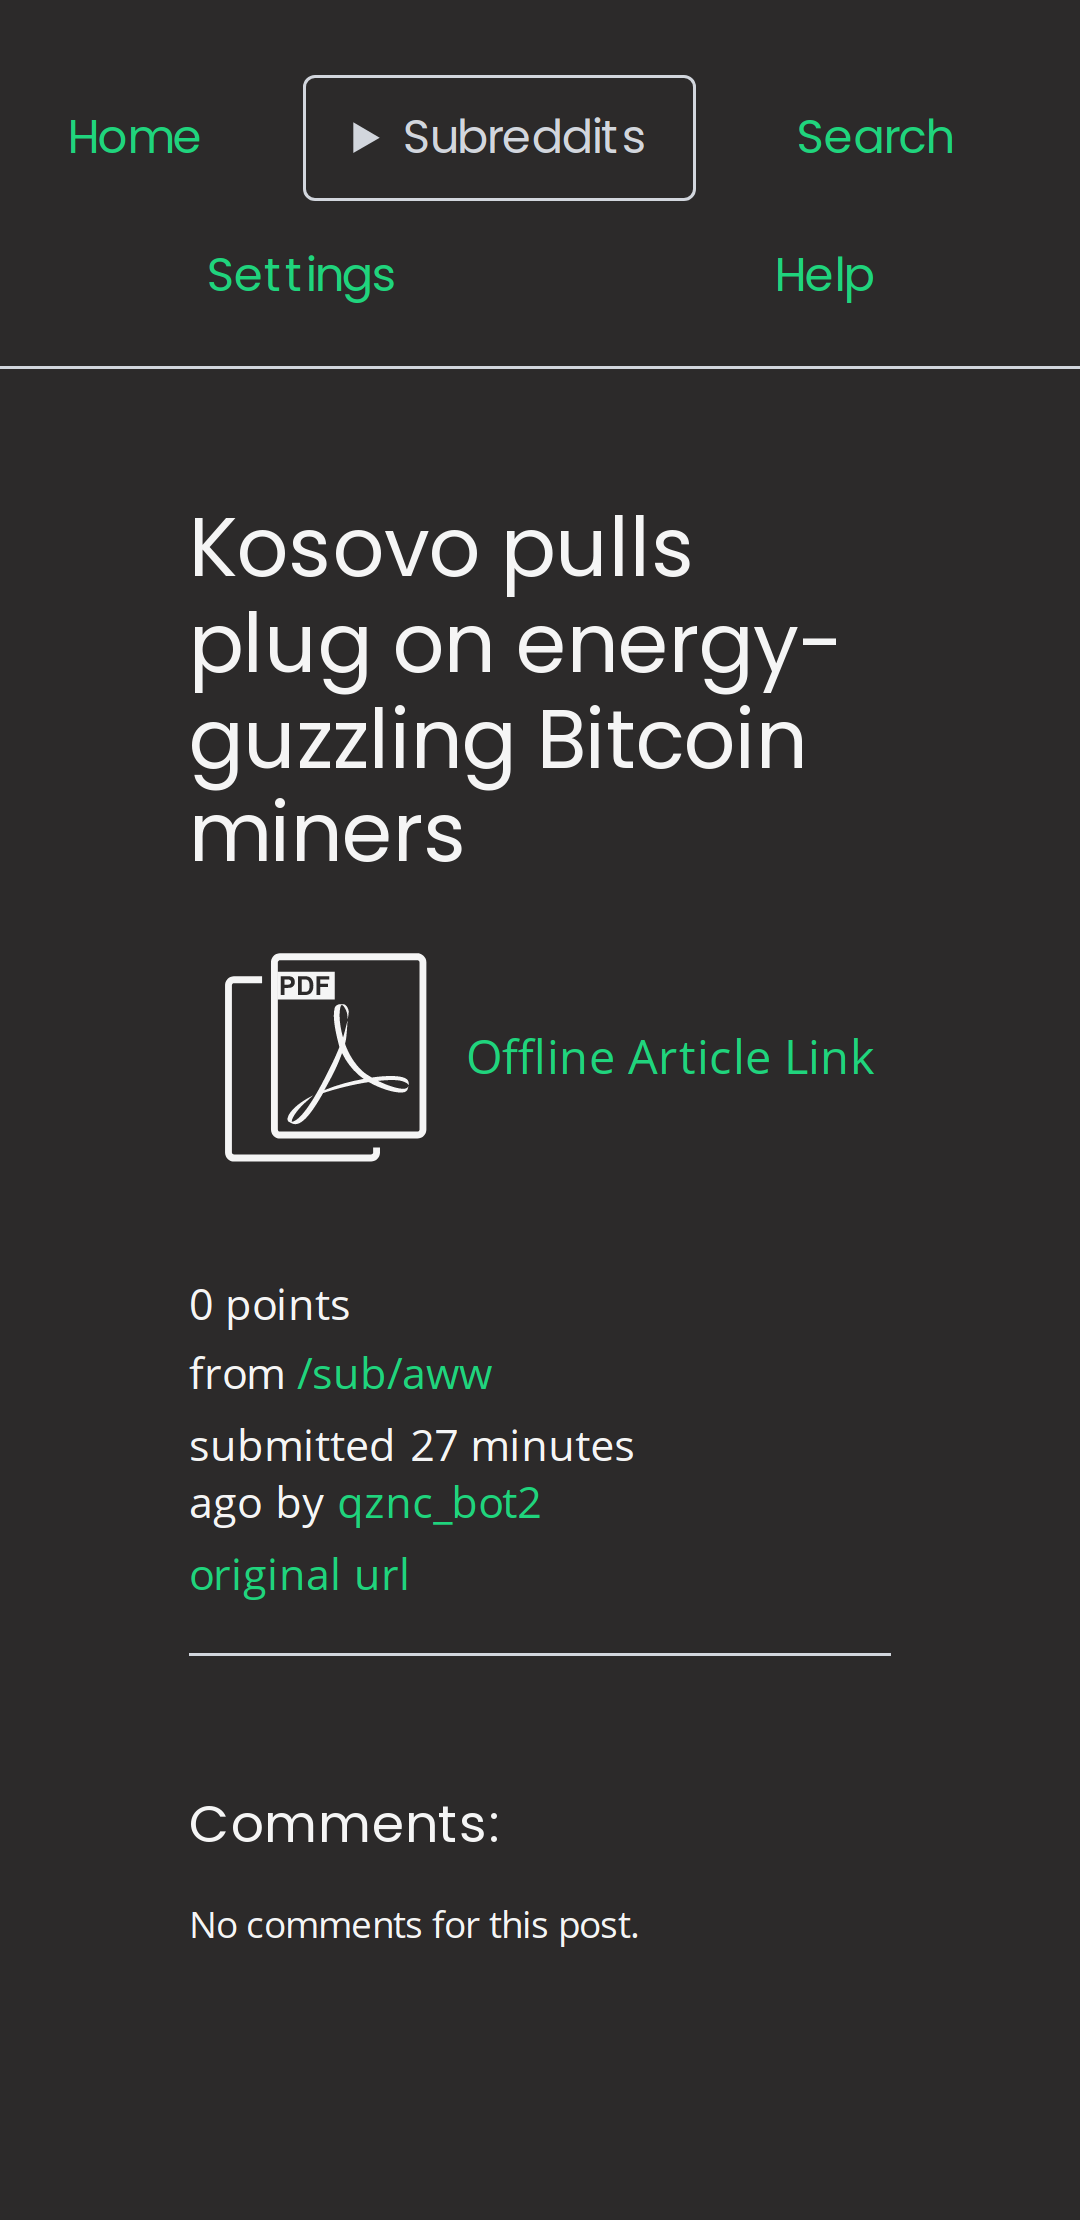 Home
▶ Subreddits
Search
Settings
Help
Kosovo pulls
plug on energy-
guzzling Bitcoin
miners
PDF
Offline Article Link
0 points
from /sub/aww
submitted 27 minutes
ago by qznc_bot2
original url
Comments:
No comments for this post.